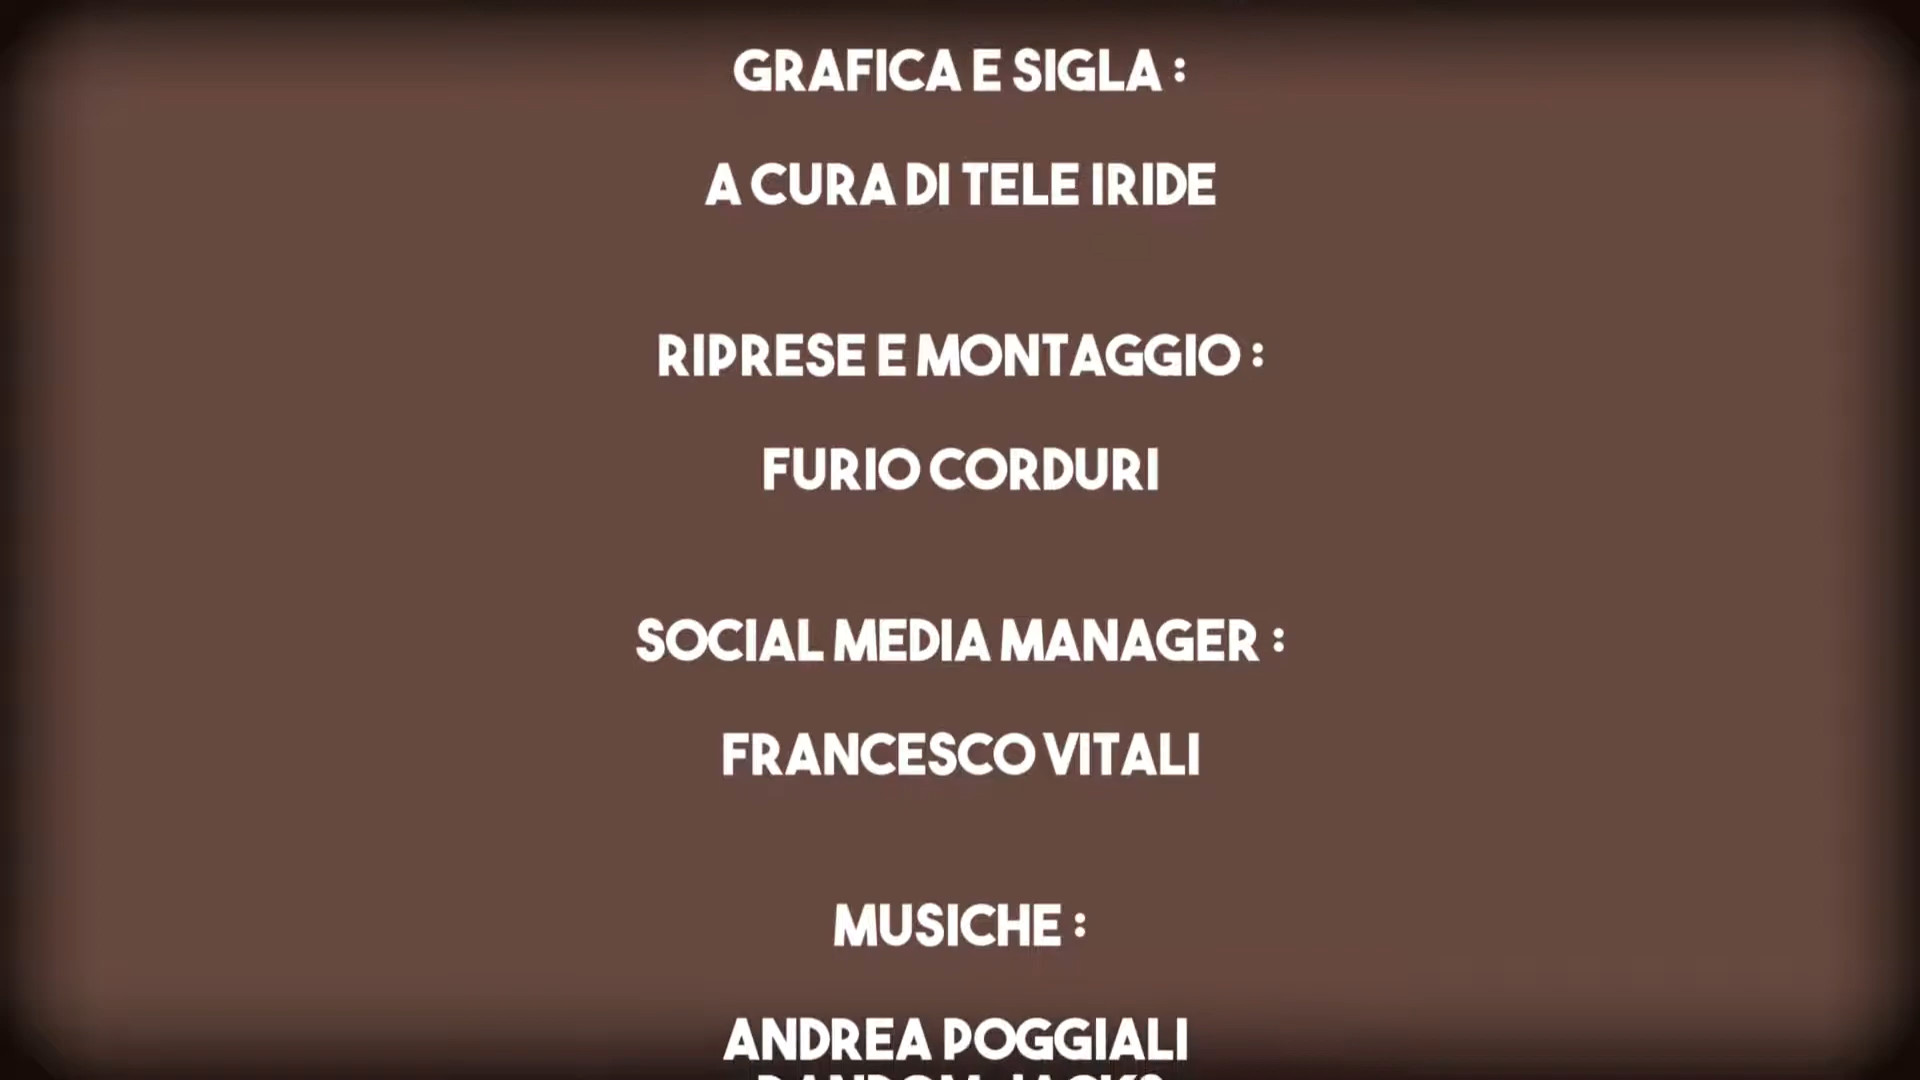 GRAFICA E SIGLA :
A CURA DI TELE IRIDE
RIPRESE E MONTAGGIO :
FURIO CORDURI
SOCIAL MEDIA MANAGER :
FRANCESCO VITALI
MUSICHE :
ANDREA POGGIALI